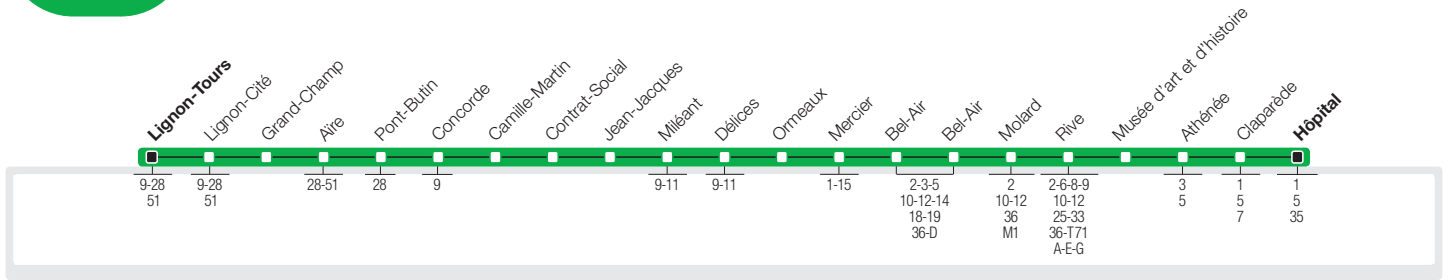 Lignon-Tours
Lignon-Cité
Grand-Champ
Aïre
Pont-Butin
Concorde
Camille-Martin
Contrat-Social
Jean-Jacques
Miléant
Délices
Ormeaux
Mercier
Bel-Air
Bel-Air
Molard
Rive
Musée d'art et d'histoire
Athénée
Claparède
Hôpital
9-28
51
9-28
51
28-51
28
9
9-11
9-11
1-15
2-3-5
10-12-14
18-19
36-D
2
10-12
36
M1
2-6-8-9
10-12
25-33
36-T71
A-E-G
3
5
1
5
7
1
5
35